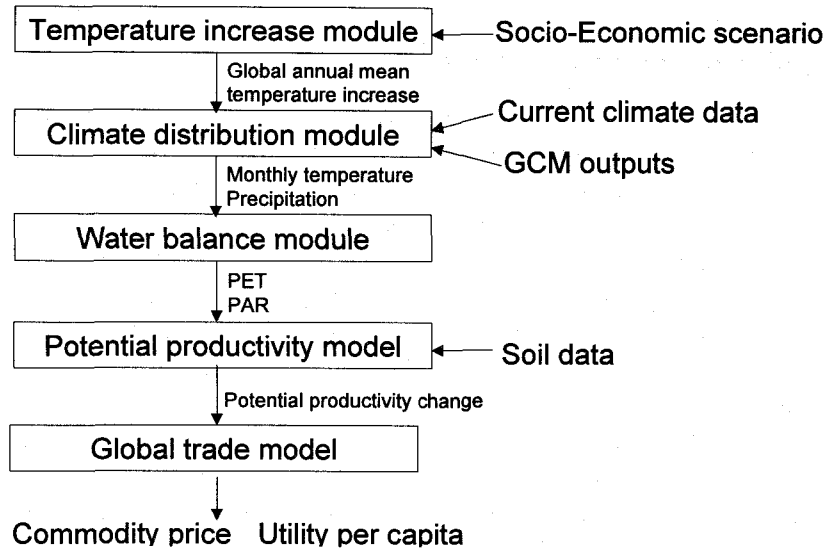 Temperature increase module
Socio-Economic scenario
Global annual mean
temperature increase
Climate distribution module
Current climate data
GCM outputs
Monthly temperature
Precipitation
Water balance module
PET
PAR
Potential productivity model
Soil data
Potential productivity change
Global trade model
Commodity price Utility per capita